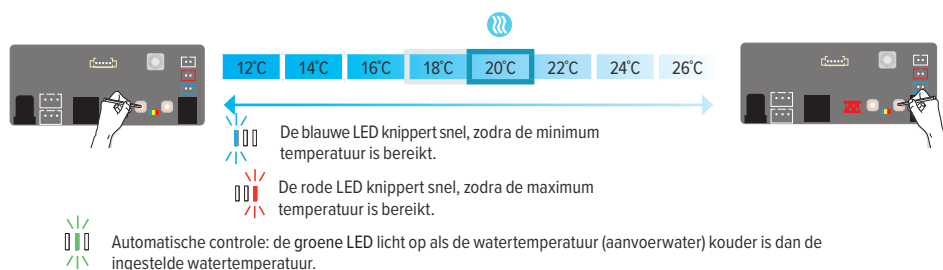 12°C 14°C 16°C 18°C 20°C 22°C 24°C 26°C
De blauwe LED knippert snel, zodra de minimum
temperatuur is bereikt.
De rode LED knippert snel, zodra de maximum
temperatuur is bereikt.
Automatische controle: de groene LED licht op als de watertemperatuur (aanvoerwater) kouder is dan de
ingestelde watertemperatuur.